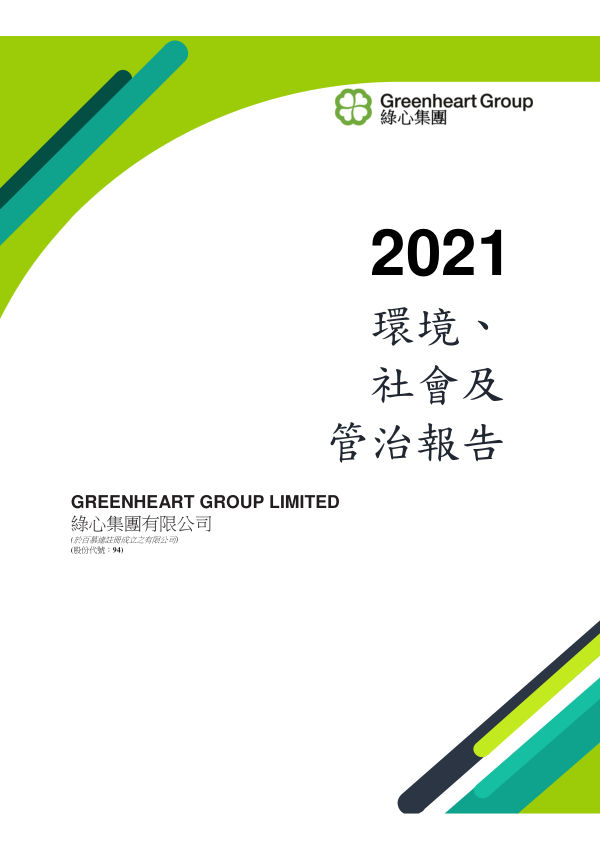 Greenheart Group
綠心集團
2021
環境、
社會及
管治報告
GREENHEART GROUP LIMITED
綠心集團有限公司
(於百慕達註冊成立之有限公司)
(股份代號：94)